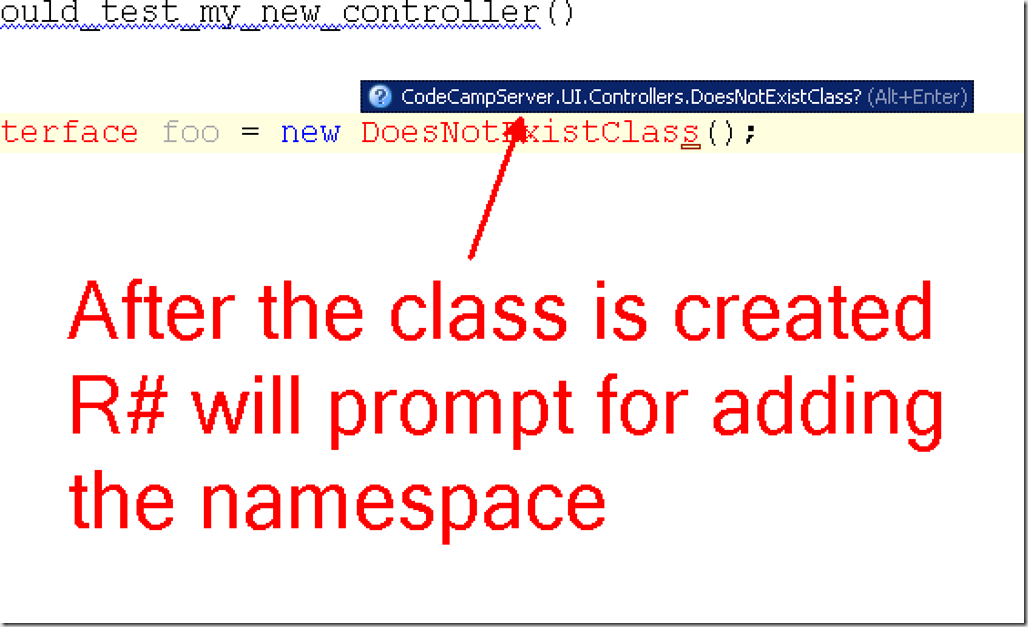 ould_test_my_new_controller()
CodeCampServer.UI.Controllers.DoesNotExistClass? (Alt+Enter)
terface foo = new DoesNotExistClass();
After the class is created
R# will prompt for adding
the namespace